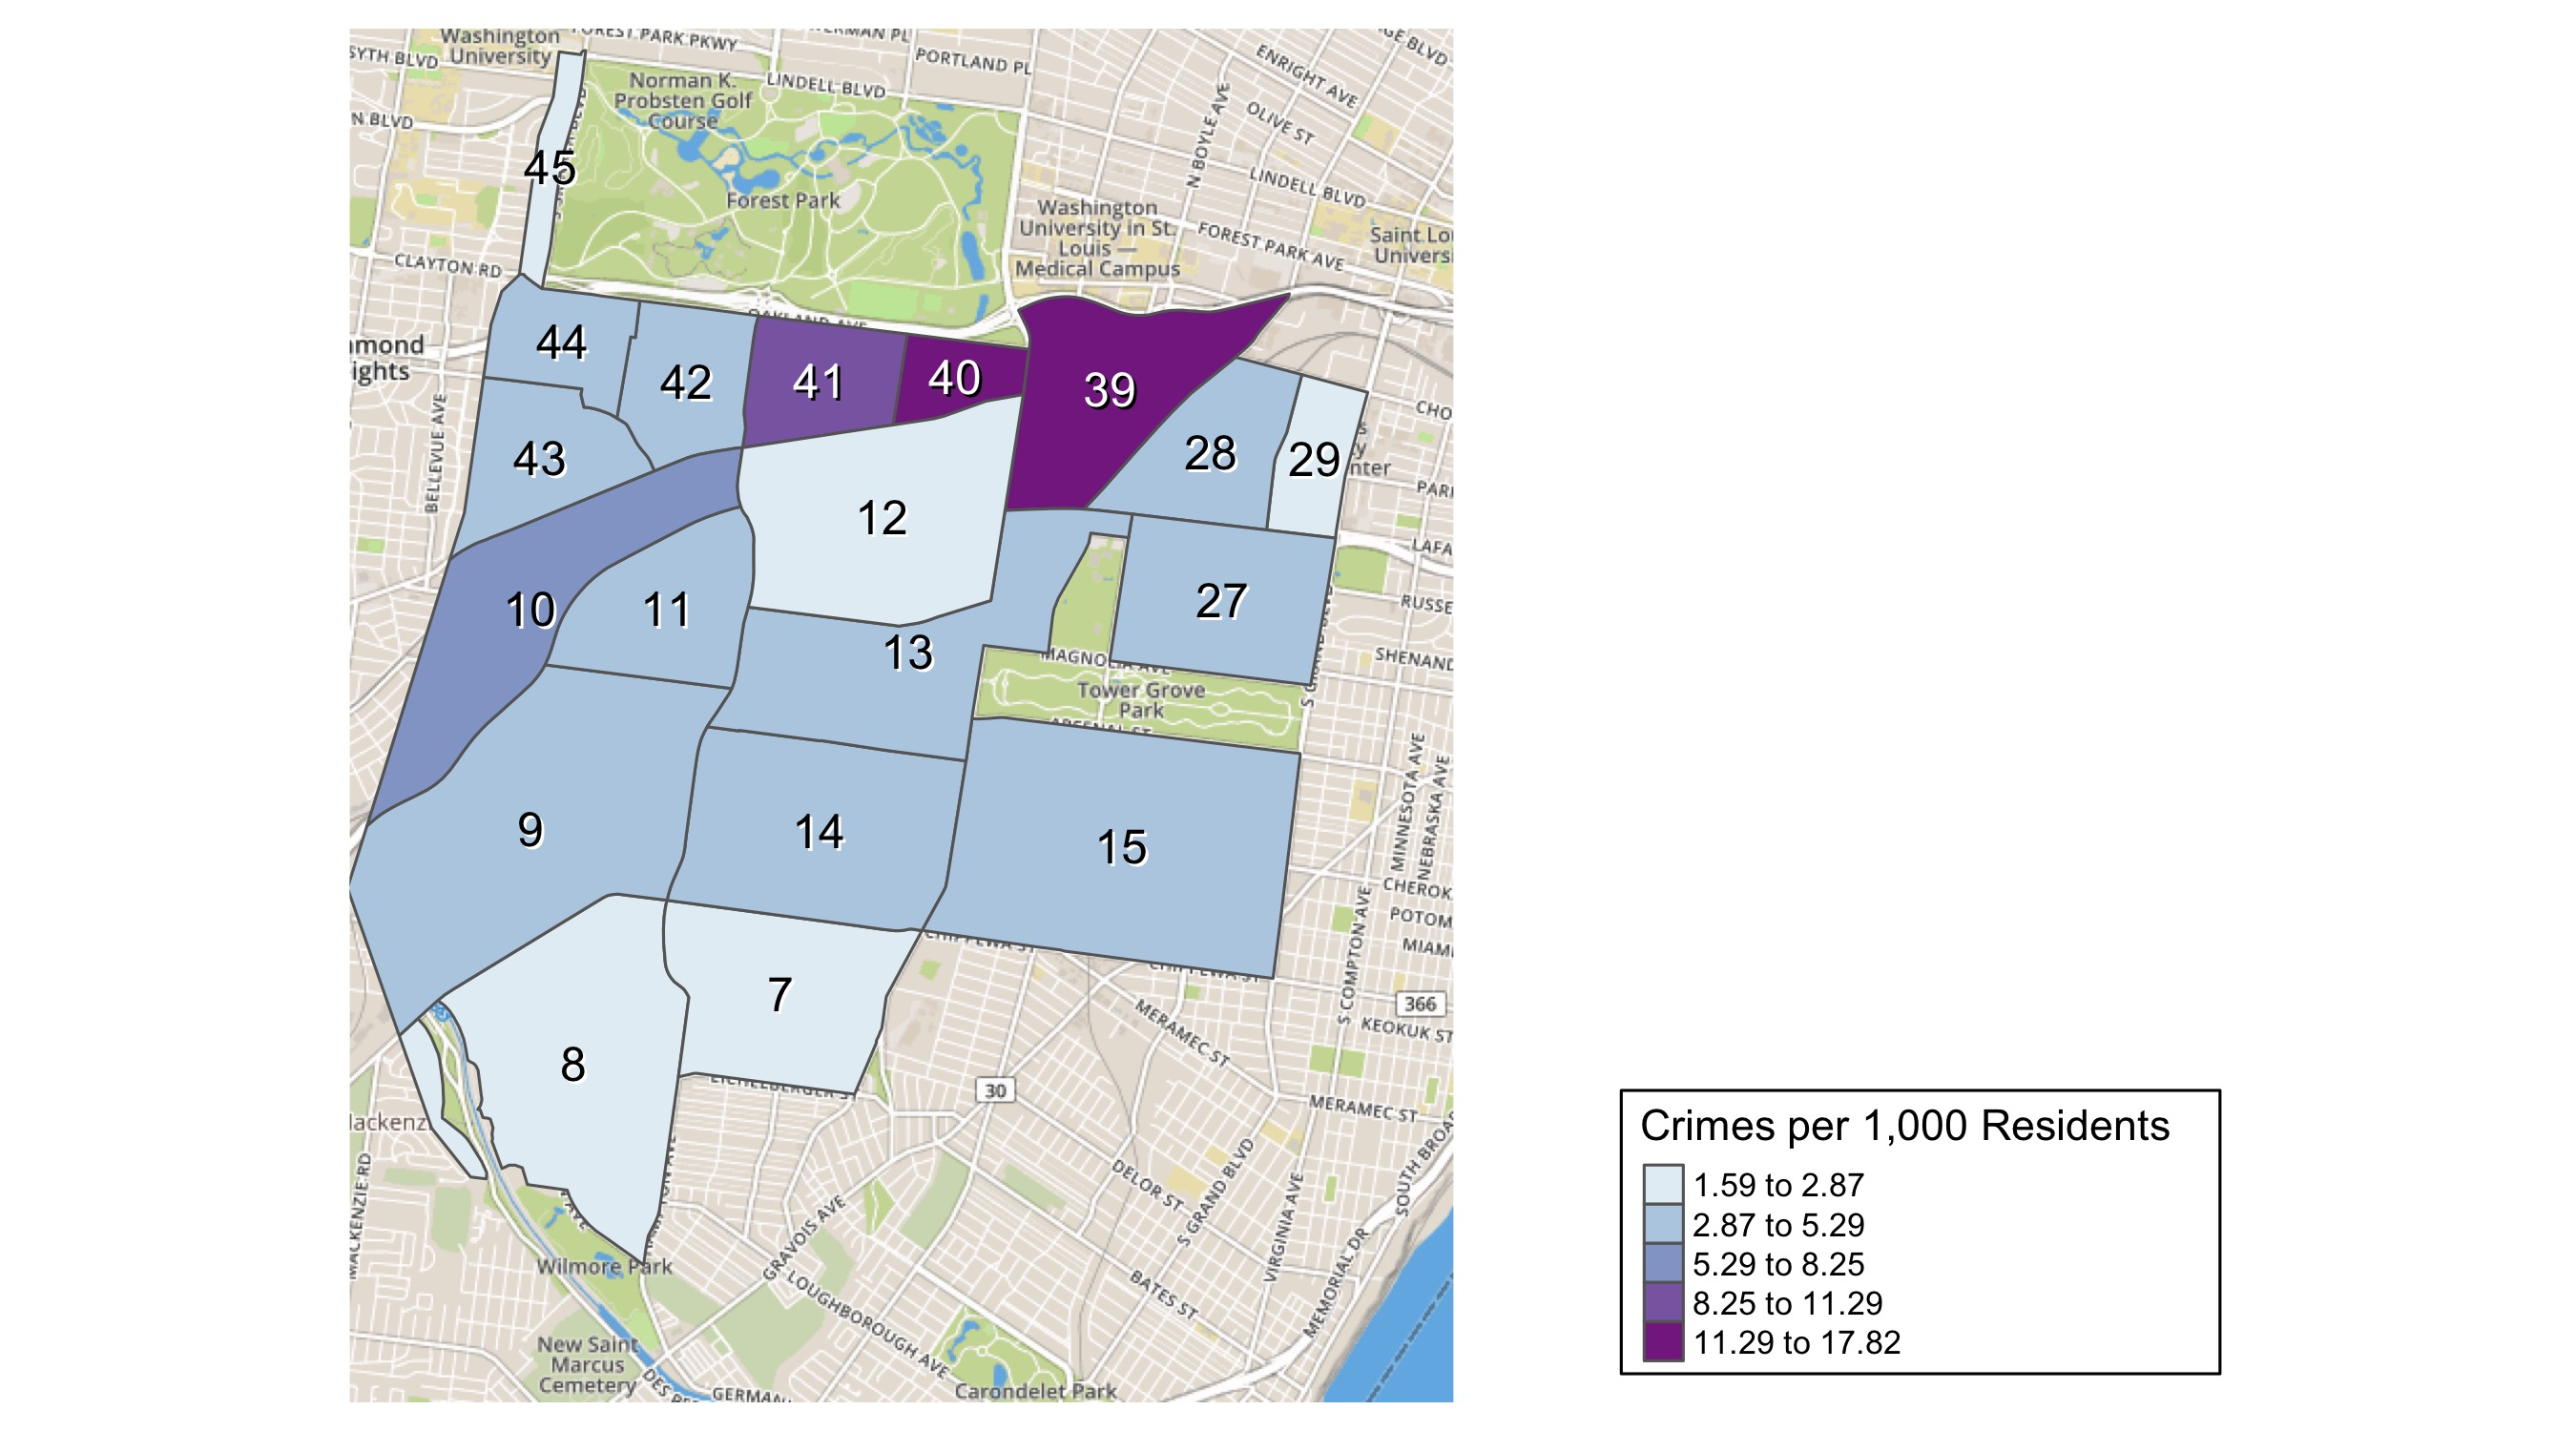 Washington
University
FOREST PARK PKWY
PORTLAND PL
LINDELL BLVD
Norman K.
Probsten Golf
Course
ENRIGHT AVE
OLIVE ST
N BOYLE AVE
LINDELL BLVD
45
Forest Park
Washington
University in St.
Louis —
Medical Campus
FOREST PARK AVE
CLAYTON RD
OAKLAND AVE
44
42
41
40
39
BELLEVUE AVE
43
28
29
12
10
11
27
13
MAGNOLIA AVE
Tower Grove
Park
9
14
15
MINNESOTA AVE
NEBRASKA AVE
S COMPTON AVE
CHIPPEWA ST
7
8
366
MERAMEC ST
KEOKUK ST
30
MERAMEC ST
DELOR ST
S GRAND BLVD
VIRGINIA AVE
MACKENZIE RD
GRAVOIS AVE
LOUGHBOROUGH AVE
BATES ST
MEMORIAL DR
Wilmore Park
New Saint
Marcus
Cemetery
Carondelet Park
Crimes per 1,000 Residents
1.59 to 2.87
2.87 to 5.29
5.29 to 8.25
8.25 to 11.29
11.29 to 17.82